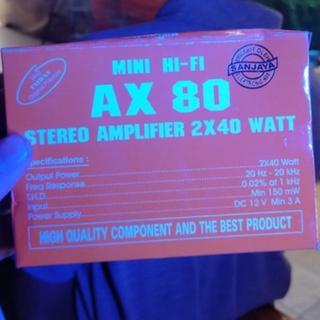 TAIWAN
SANJAYA
MINI HI-FI
AX 80
STEREO AMPLIFIER 2X40 WATT
Specifications :
Output Power 2X40 Watt
Freq Response 20 Hz - 20 kHz
T.H.D 0.02% at 1 kHz
Input Min 150 mW
Power Supply DC 12 V Min 3 A
HIGH QUALITY COMPONENT AND THE BEST PRODUCT